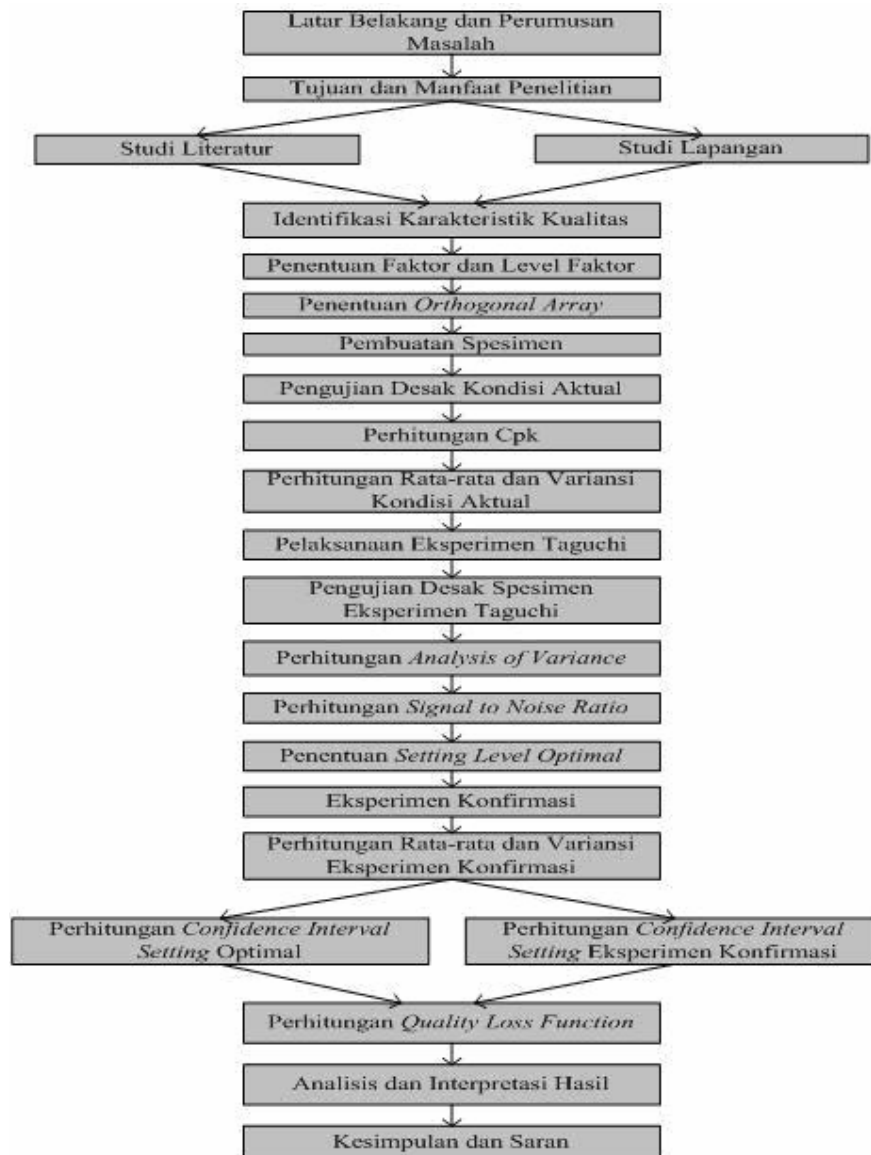 Latar Belakang dan Perumusan
Masalah
Tujuan dan Manfaat Penelitian
Studi Literatur
Studi Lapangan
Identifikasi Karakteristik Kualitas
Penentuan Faktor dan Level Faktor
Penentuan Orthogonal Array
Pembuatan Spesimen
Pengujian Desak Kondisi Aktual
Perhitungan Cpk
Perhitungan Rata-rata dan Variansi
Kondisi Aktual
Pelaksanaan Eksperimen Taguchi
Pengujian Desak Spesimen
Eksperimen Taguchi
Perhitungan Analysis of Variance
Perhitungan Signal to Noise Ratio
Penentuan Setting Level Optimal
Eksperimen Konfirmasi
Perhitungan Rata-rata dan Variansi
Eksperimen Konfirmasi
Perhitungan Confidence Interval
Setting Optimal
Perhitungan Confidence Interval
Setting Eksperimen Konfirmasi
Perhitungan Quality Loss Function
Analisis dan Interpretasi Hasil
Kesimpulan dan Saran